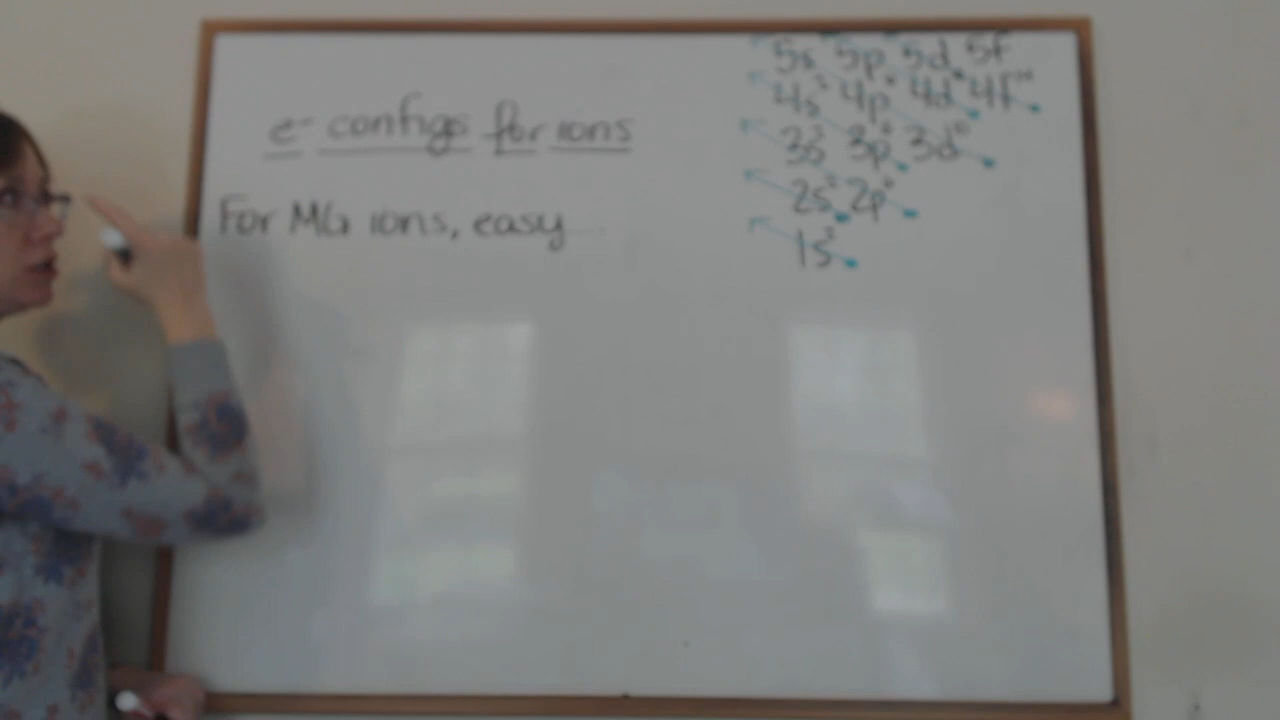 e⁻ configs for ions
For MG ions, easy
5s 5p 5d 5f
4s² 4p⁶ 4d¹⁰ 4f¹⁴
3s² 3p⁶ 3d¹⁰
2s² 2p⁶
1s²